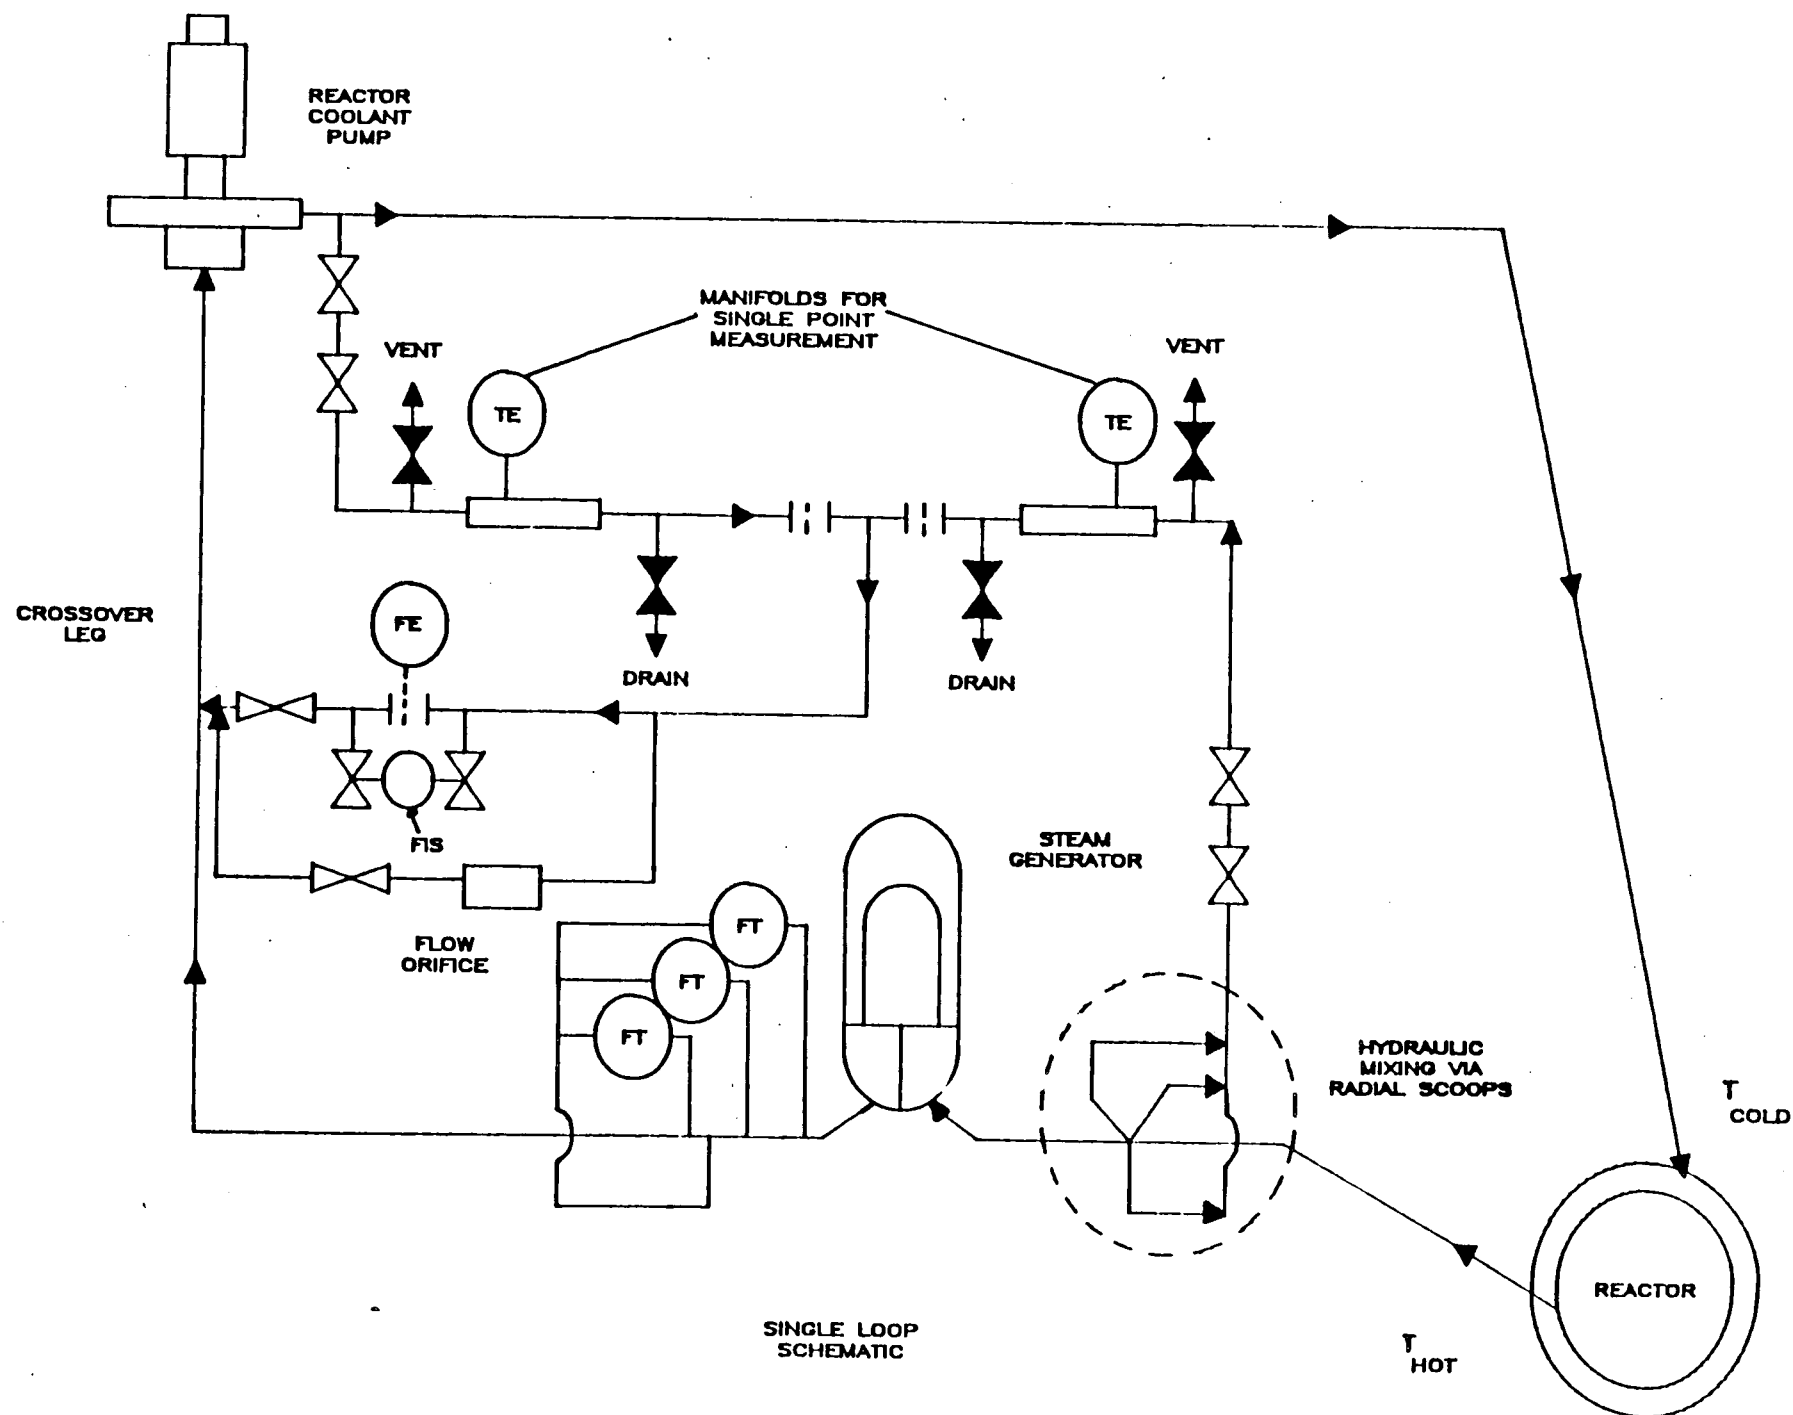 REACTOR
COOLANT
PUMP
MANIFOLDS FOR
SINGLE POINT
MEASUREMENT
VENT
VENT
TE
TE
CROSSOVER
LEG
FE
DRAIN
DRAIN
FIS
STEAM
GENERATOR
FLOW
ORIFICE
FT
FT
FT
HYDRAULIC
MIXING VIA
RADIAL SCOOPS
T
COLD
REACTOR
SINGLE LOOP
SCHEMATIC
T
HOT